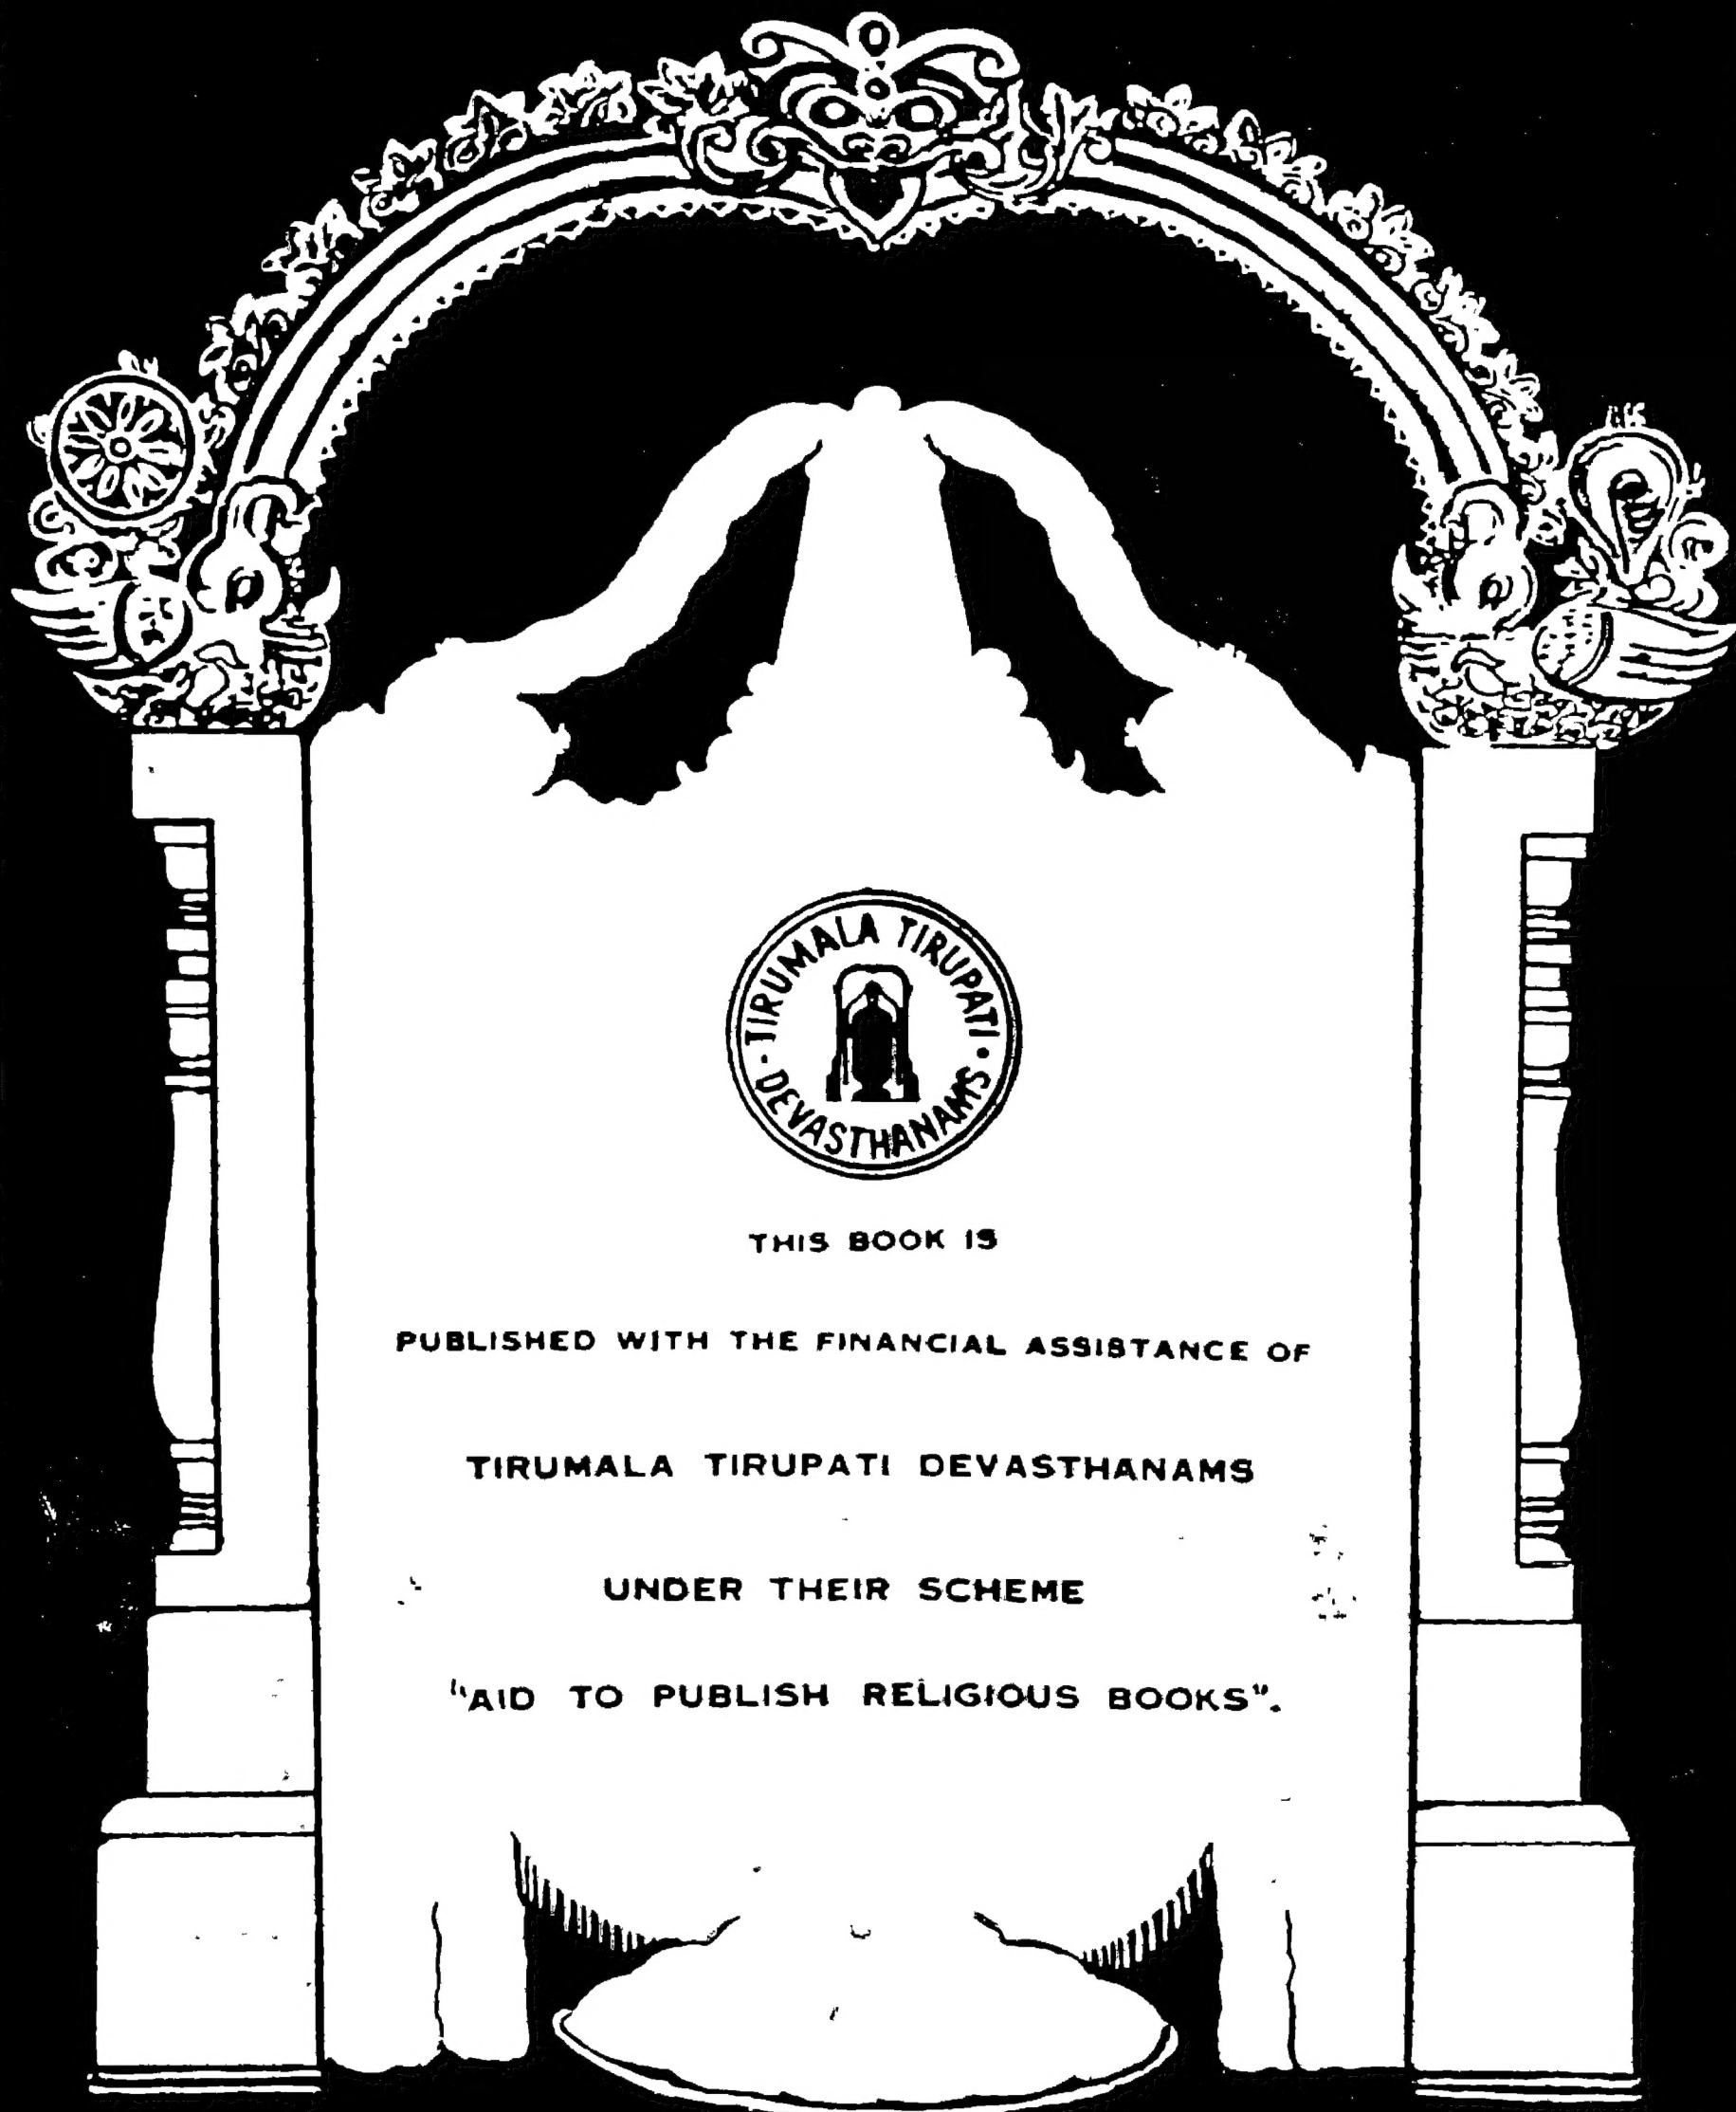 TIRUMALA TIRUPATI
DEVASTHANAMS
THIS BOOK IS
PUBLISHED WITH THE FINANCIAL ASSISTANCE OF
TIRUMALA TIRUPATI DEVASTHANAMS
UNDER THEIR SCHEME
"AID TO PUBLISH RELIGIOUS BOOKS".